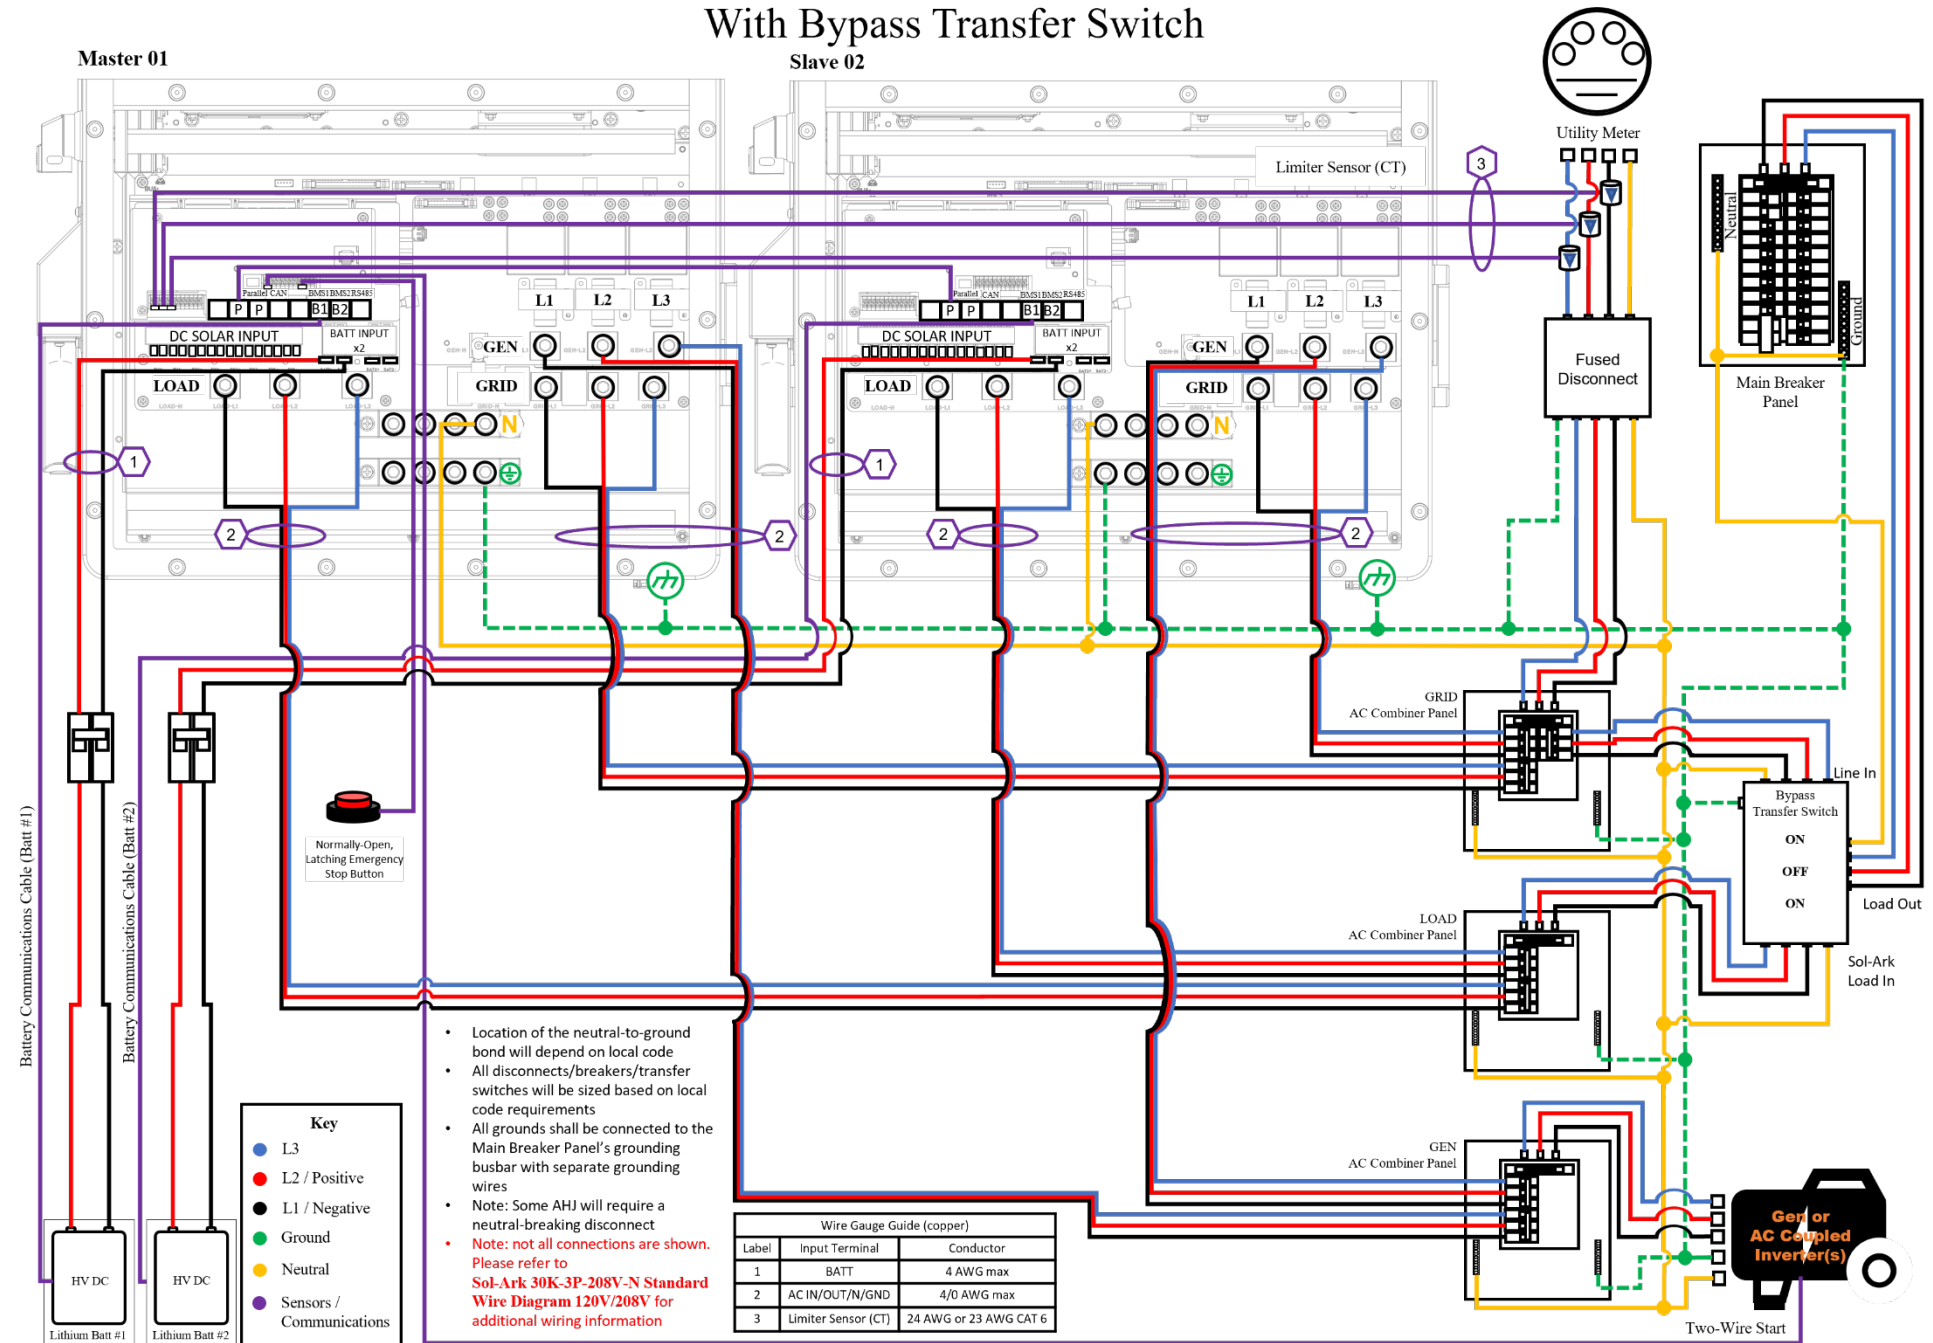 With Bypass Transfer Switch
Master 01
Slave 02
Utility Meter
Limiter Sensor (CT)
3
Neutral
Ground
Main Breaker
Panel
Fused
Disconnect
Parallel CAN
BMS1 BMS2 RS485
P P B1 B2
DC SOLAR INPUT
BATT INPUT
x2
L1 L2 L3
GEN
GRID
LOAD
N
1
2
2
Parallel CAN
BMS1 BMS2 RS485
P P B1 B2
DC SOLAR INPUT
BATT INPUT
x2
L1 L2 L3
GEN
GRID
LOAD
N
1
2
2
GRID
AC Combiner Panel
Line In
Bypass
Transfer Switch
ON
OFF
ON
Load Out
Sol-Ark
Load In
LOAD
AC Combiner Panel
GEN
AC Combiner Panel
Gen or
AC Coupled
Inverter(s)
Two-Wire Start
Normally-Open,
Latching Emergency
Stop Button
Battery Communications Cable (Batt #1)
Battery Communications Cable (Batt #2)
HV DC
Lithium Batt #1
HV DC
Lithium Batt #2
Key
L3
L2 / Positive
L1 / Negative
Ground
Neutral
Sensors /
Communications
• Location of the neutral-to-ground
bond will depend on local code
• All disconnects/breakers/transfer
switches will be sized based on local
code requirements
• All grounds shall be connected to the
Main Breaker Panel's grounding
busbar with separate grounding
wires
• Note: Some AHJ will require a
neutral-breaking disconnect
• Note: not all connections are shown.
Please refer to
Sol-Ark 30K-3P-208V-N Standard
Wire Diagram 120V/208V for
additional wiring information
Wire Gauge Guide (copper)
Label Input Terminal Conductor
1 BATT 4 AWG max
2 AC IN/OUT/N/GND 4/0 AWG max
3 Limiter Sensor (CT) 24 AWG or 23 AWG CAT 6